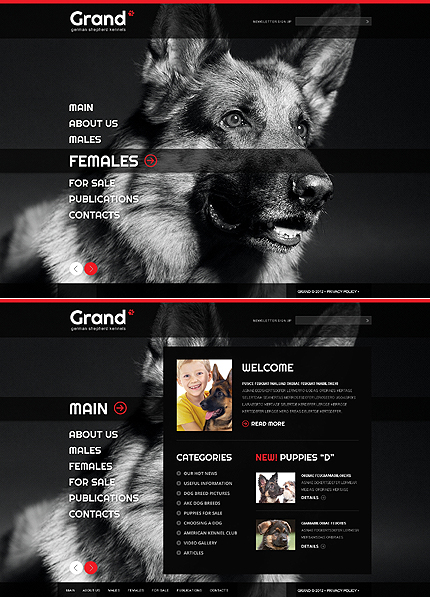 Grand
german shepherd kennels
NEWSLETTER SIGN UP
MAIN
ABOUT US
MALES
FEMALES
FOR SALE
PUBLICATIONS
CONTACTS
GRAND © 2012 • PRIVACY POLICY •
Grand
german shepherd kennels
NEWSLETTER SIGN UP
MAIN
ABOUT US
MALES
FEMALES
FOR SALE
PUBLICATIONS
CONTACTS
WELCOME
READ MORE
CATEGORIES
OUR HOT NEWS
USEFUL INFORMATION
DOG BREED PICTURES
AKC DOG BREEDS
PUPPIES FOR SALE
CHOOSING A DOG
AMERICAN KENNEL CLUB
VIDEO GALLERY
ARTICLES
NEW! PUPPIES "D"
DETAILS
DETAILS
MAIN ABOUT US MALES FEMALES FOR SALE PUBLICATIONS CONTACTS
GRAND © 2012 • PRIVACY POLICY •